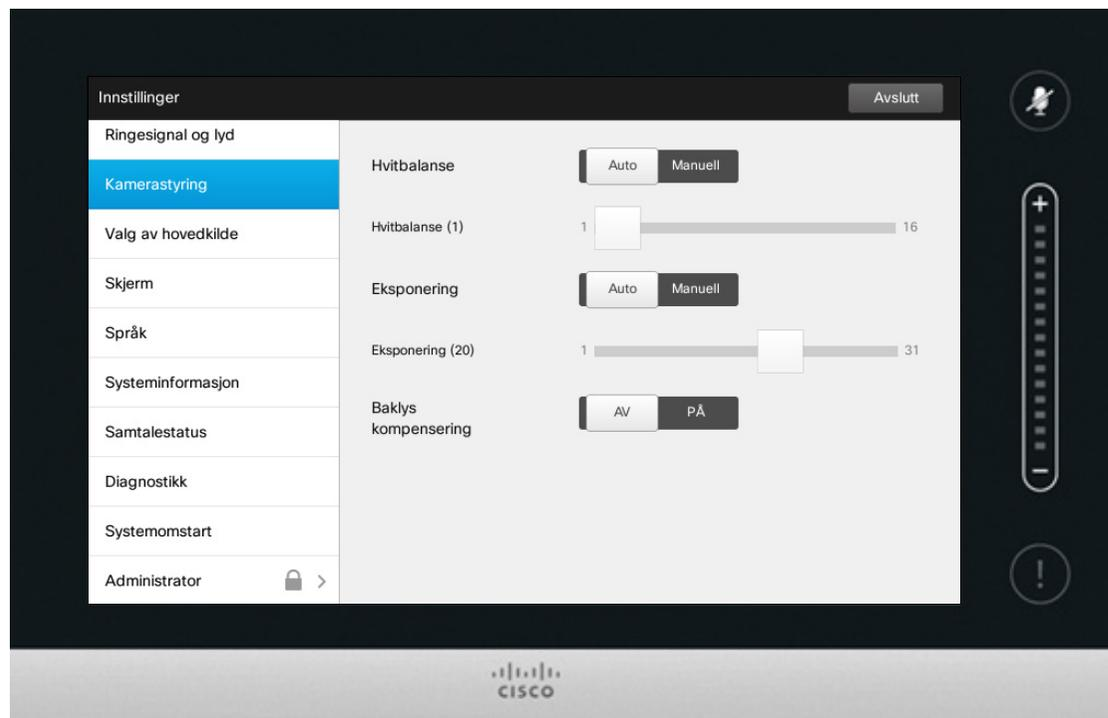 Innstillinger
Avslutt
Ringesignal og lyd
Kamerastyring
Valg av hovedkilde
Skjerm
Språk
Systeminformasjon
Samtalestatus
Diagnostikk
Systemomstart
Administrator
Hvitbalanse
Auto Manuell
Hvitbalanse (1)
1 16
Eksponering
Auto Manuell
Eksponering (20)
1 31
Baklys
kompensering
AV PÅ
+
–
!
CISCO